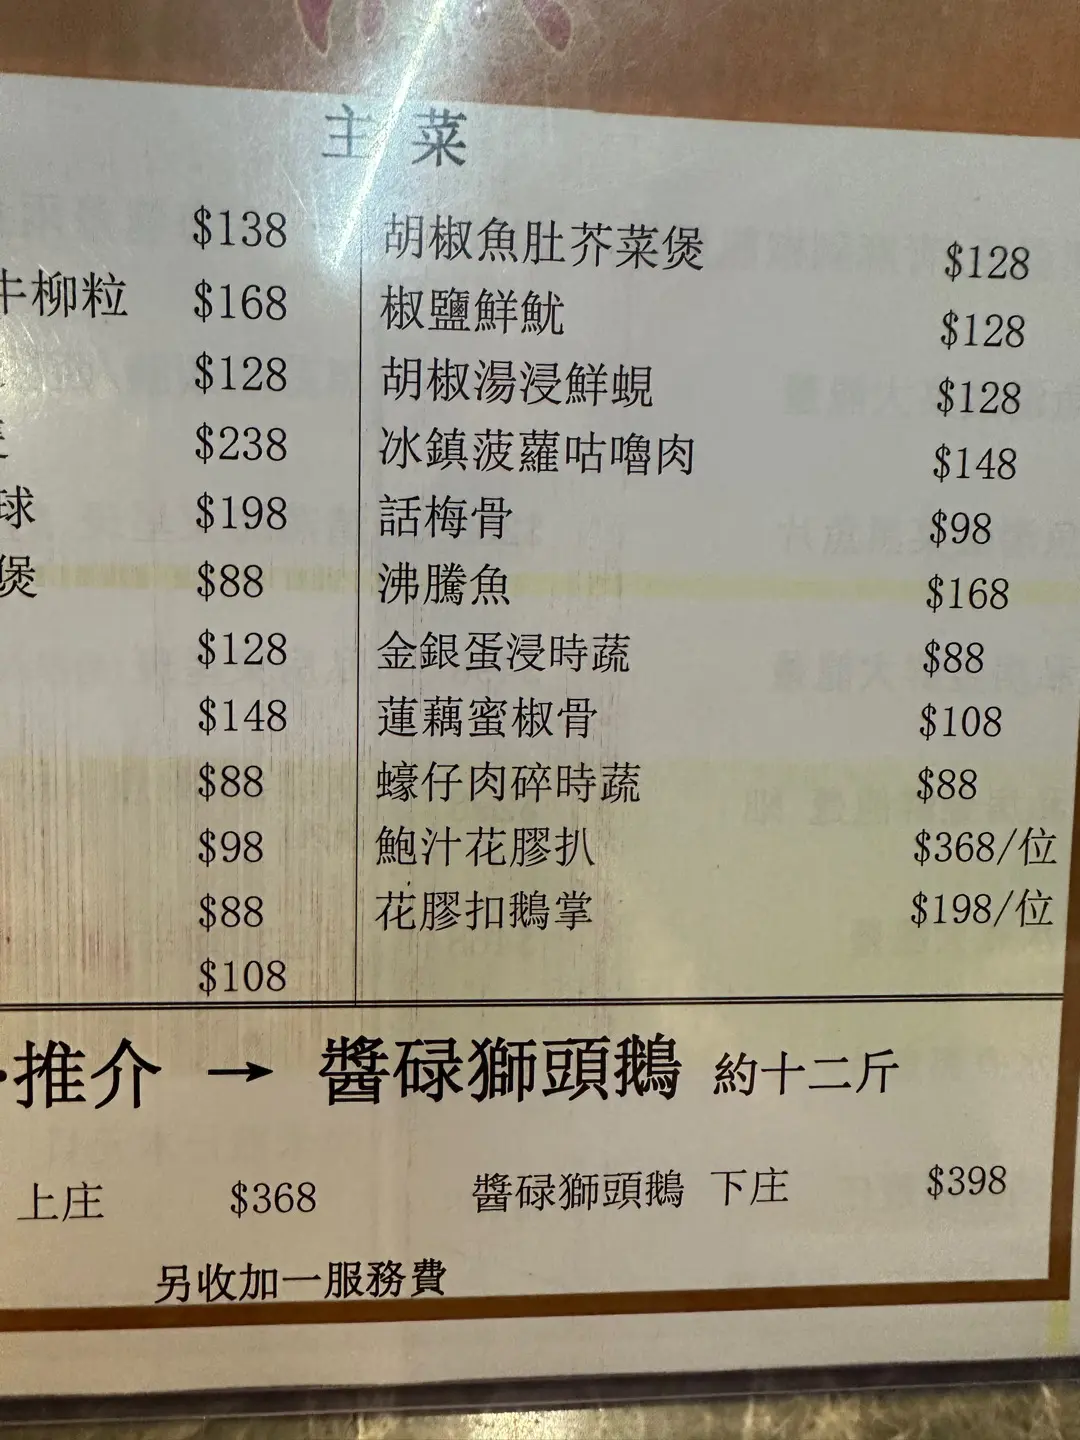 主菜
$138
牛柳粒 $168
$128
$238
球 $198
煲 $88
$128
$148
$88
$98
$88
$108
胡椒魚肚芥菜煲 $128
椒鹽鮮魷 $128
胡椒湯浸鮮蜆 $128
冰鎮菠蘿咕嚕肉 $148
話梅骨 $98
沸騰魚 $168
金銀蛋浸時蔬 $88
蓮藕蜜椒骨 $108
蠔仔肉碎時蔬 $88
鮑汁花膠扒 $368/位
花膠扣鵝掌 $198/位
·推介 → 醬碌獅頭鵝 約十二斤
上庄 $368 醬碌獅頭鵝 下庄 $398
另收加一服務費